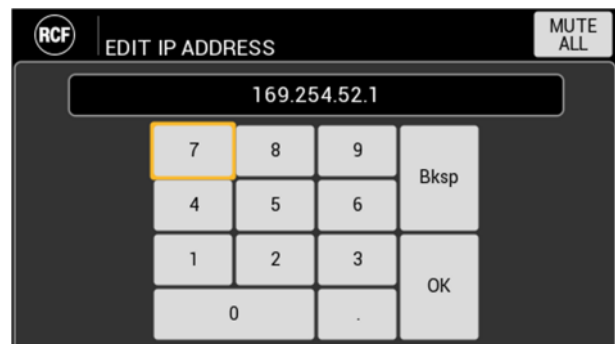 RCF
EDIT IP ADDRESS
MUTE
ALL
169.254.52.1
7 8 9
Bksp
4 5 6
1 2 3
OK
0 .